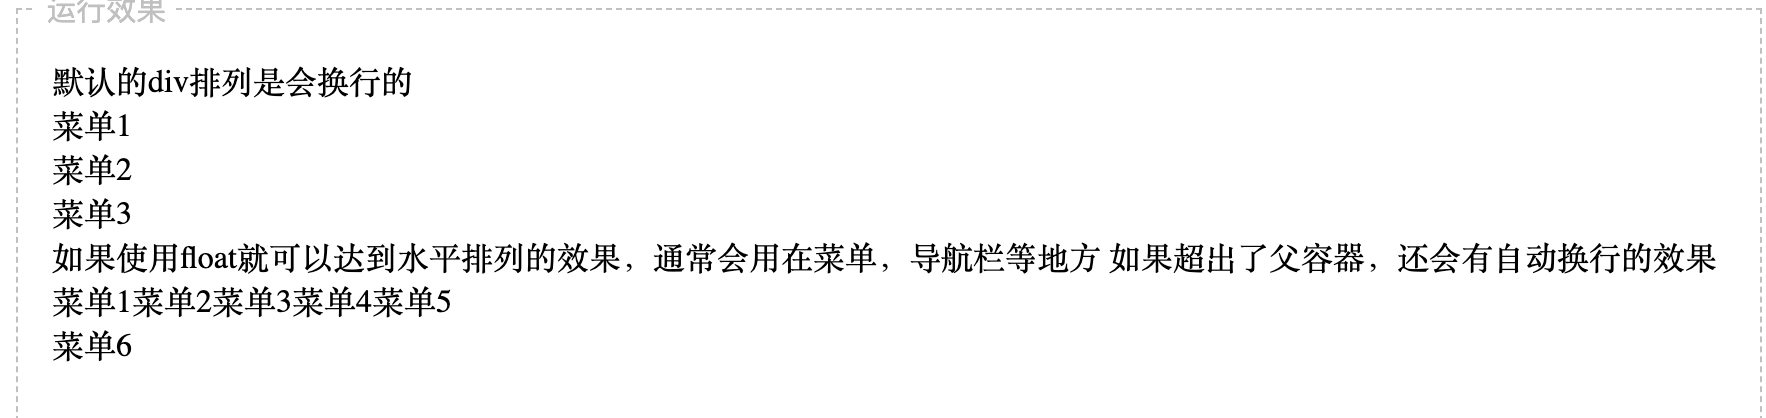 运行效果
默认的div排列是会换行的
菜单1
菜单2
菜单3
如果使用float就可以达到水平排列的效果，通常会用在菜单，导航栏等地方 如果超出了父容器，还会有自动换行的效果
菜单1菜单2菜单3菜单4菜单5
菜单6